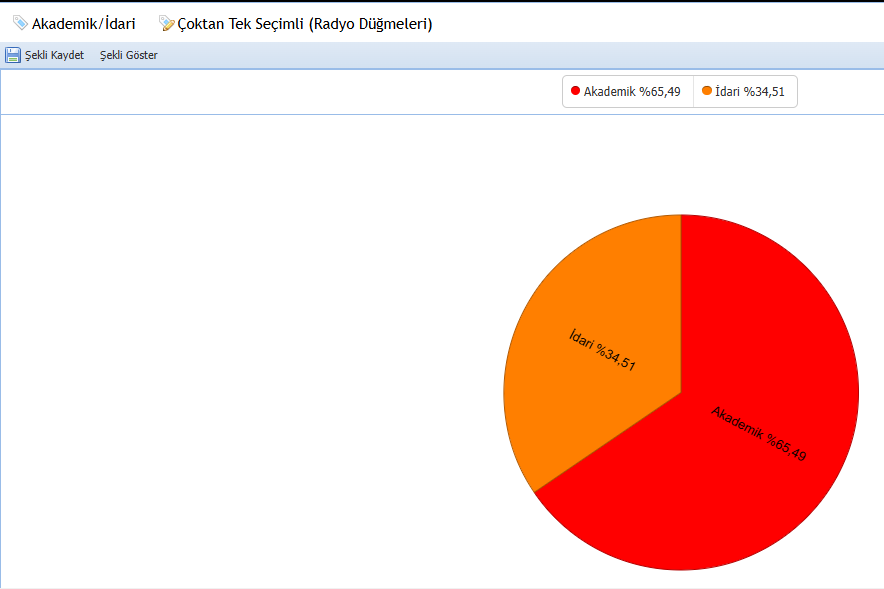 Akademik/İdari Çoktan Tek Seçimli (Radyo Düğmeleri)
Şekli Kaydet Şekli Göster
Akademik %65,49 İdari %34,51
İdari %34,51
Akademik %65,49